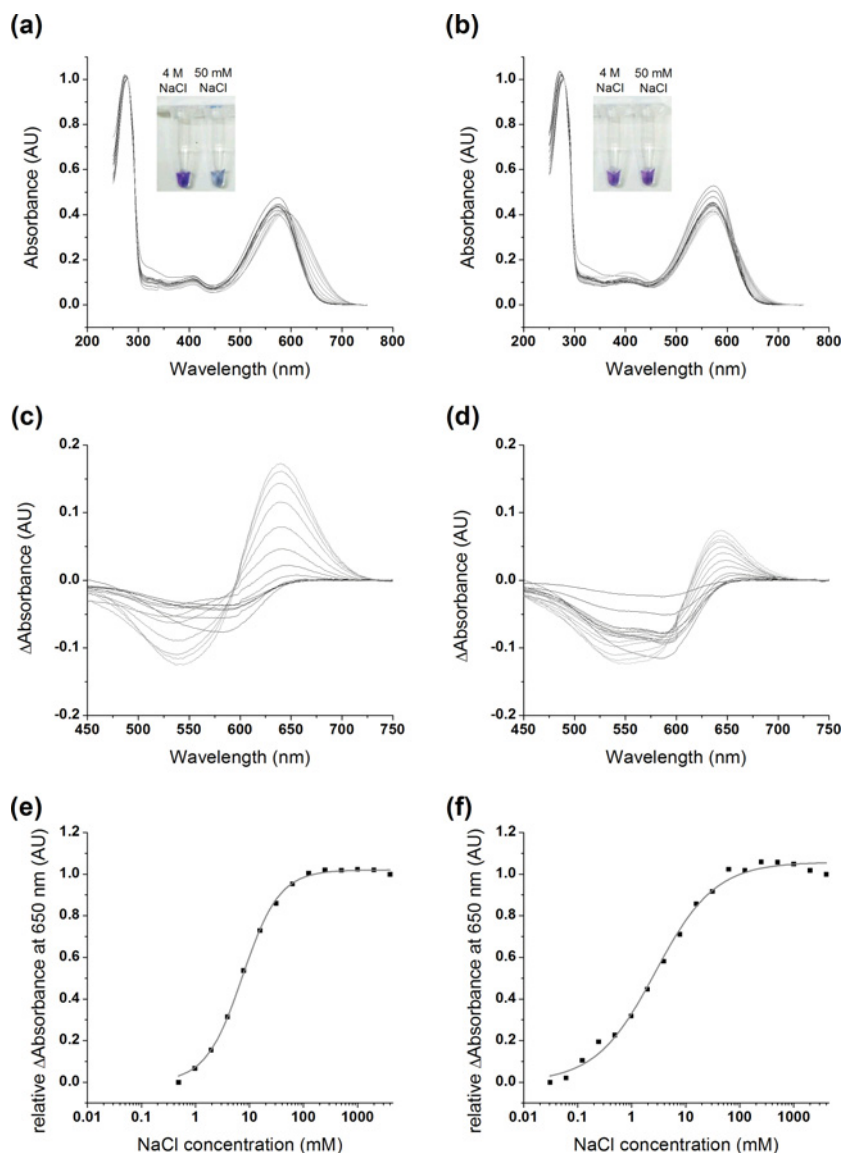 (a)
4 M 50 mM
NaCl NaCl
Absorbance (AU)
1.0
0.8
0.6
0.4
0.2
0.0
200 300 400 500 600 700 800
Wavelength (nm)
(b)
4 M 50 mM
NaCl NaCl
Absorbance (AU)
1.0
0.8
0.6
0.4
0.2
0.0
200 300 400 500 600 700 800
Wavelength (nm)
(c)
ΔAbsorbance (AU)
0.2
0.1
0.0
-0.1
-0.2
450 500 550 600 650 700 750
Wavelength (nm)
(d)
ΔAbsorbance (AU)
0.2
0.1
0.0
-0.1
-0.2
450 500 550 600 650 700 750
Wavelength (nm)
(e)
relative ΔAbsorbance at 650 nm (AU)
1.2
1.0
0.8
0.6
0.4
0.2
0.0
0.01 0.1 1 10 100 1000
NaCl concentration (mM)
(f)
relative ΔAbsorbance at 650 nm (AU)
1.2
1.0
0.8
0.6
0.4
0.2
0.0
0.01 0.1 1 10 100 1000
NaCl concentration (mM)